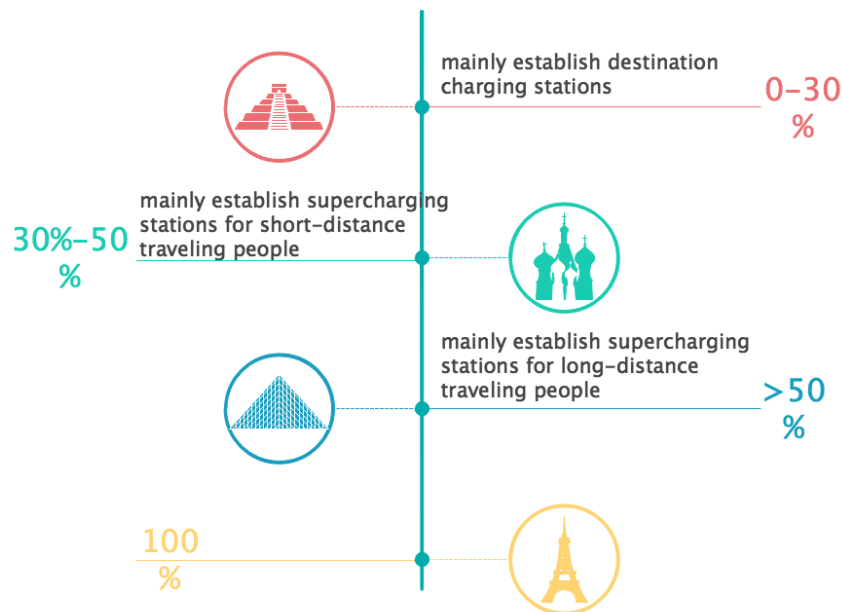 mainly establish destination
charging stations
0-30
%
mainly establish supercharging
stations for short-distance
traveling people
30%-50
%
mainly establish supercharging
stations for long-distance
traveling people
>50
%
100
%